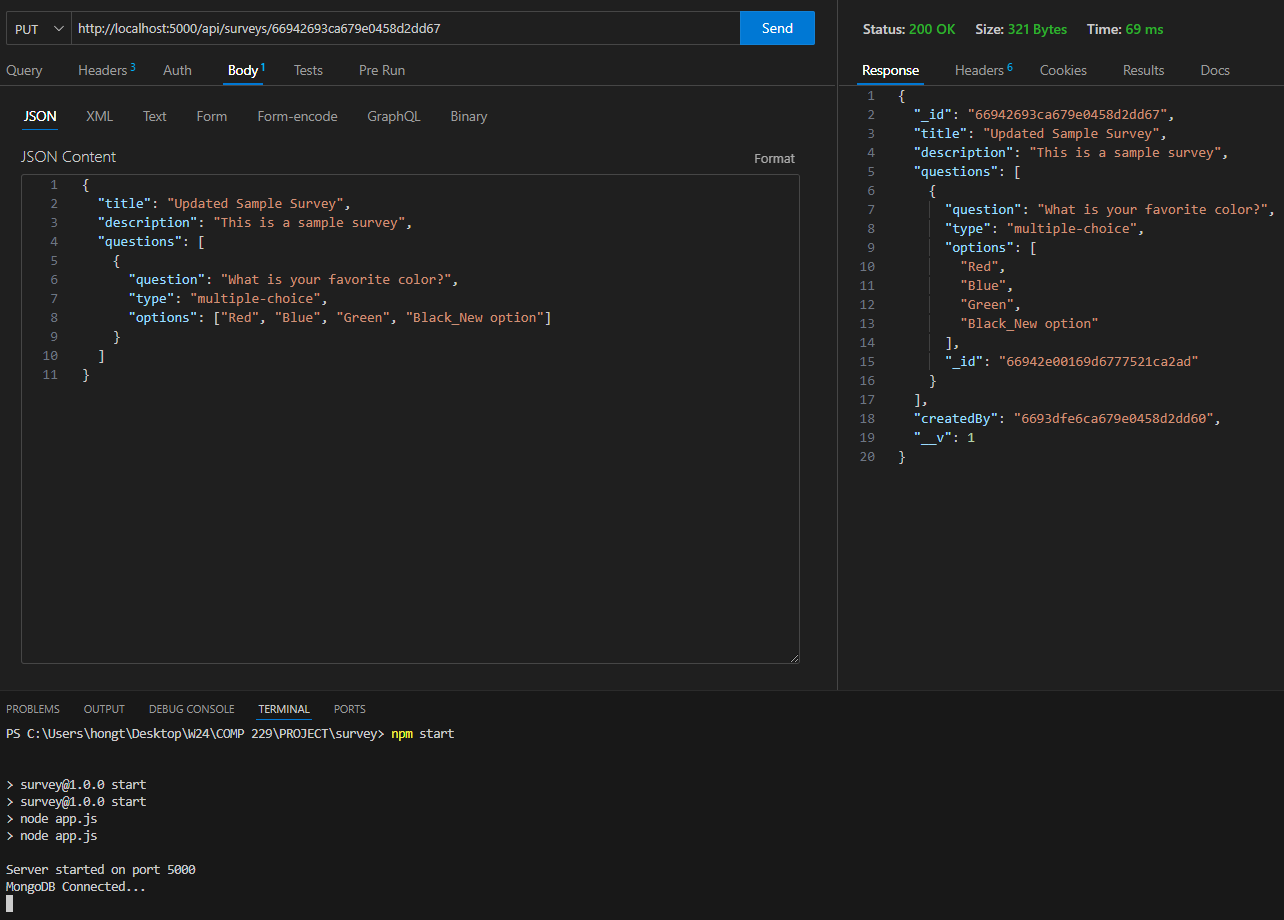 PUT http://localhost:5000/api/surveys/66942693ca679e0458d2dd67 Send
Query Headers 3 Auth Body 1 Tests Pre Run
JSON XML Text Form Form-encode GraphQL Binary
JSON Content Format
1 {
2 "title": "Updated Sample Survey",
3 "description": "This is a sample survey",
4 "questions": [
5 {
6 "question": "What is your favorite color?",
7 "type": "multiple-choice",
8 "options": ["Red", "Blue", "Green", "Black_New option"]
9 }
10 ]
11 }
Status: 200 OK Size: 321 Bytes Time: 69 ms
Response Headers 6 Cookies Results Docs
1 {
2 "_id": "66942693ca679e0458d2dd67",
3 "title": "Updated Sample Survey",
4 "description": "This is a sample survey",
5 "questions": [
6 {
7 "question": "What is your favorite color?",
8 "type": "multiple-choice",
9 "options": [
10 "Red",
11 "Blue",
12 "Green",
13 "Black_New option"
14 ],
15 "_id": "66942e00169d6777521ca2ad"
16 }
17 ],
18 "createdBy": "6693dfe6ca679e0458d2dd60",
19 "__v": 1
20 }
PROBLEMS OUTPUT DEBUG CONSOLE TERMINAL PORTS
PS C:\Users\hongt\Desktop\W24\COMP 229\PROJECT\survey> npm start
> survey@1.0.0 start
> survey@1.0.0 start
> node app.js
> node app.js
Server started on port 5000
MongoDB Connected...